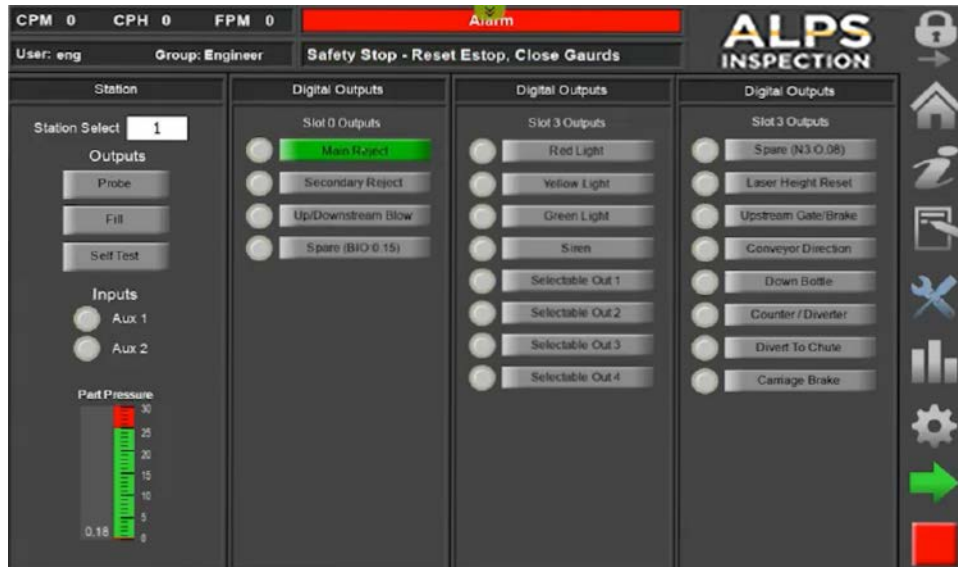 CPM 0 CPH 0 FPM 0
Alarm
ALPS
INSPECTION
User: eng Group: Engineer
Safety Stop - Reset Estop, Close Gaurds
Station
Station Select 1
Outputs
Probe
Fill
Self Test
Inputs
Aux 1
Aux 2
Part Pressure
30
25
20
15
10
5
0
0.18
Digital Outputs
Slot 0 Outputs
Main Reject
Secondary Reject
Up/Downstream Blow
Spare (BIO:0.15)
Digital Outputs
Slot 3 Outputs
Red Light
Yellow Light
Green Light
Siren
Selectable Out 1
Selectable Out 2
Selectable Out 3
Selectable Out 4
Digital Outputs
Slot 3 Outputs
Spare (N3:O.08)
Laser Height Reset
Upstream Gate/Brake
Conveyor Direction
Down Bottle
Counter / Diverter
Divert To Chute
Carriage Brake